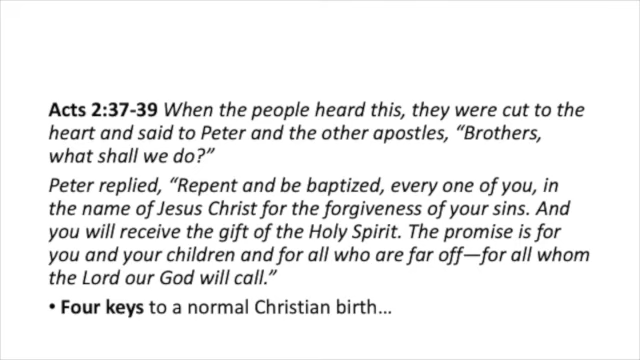 Acts 2:37-39 When the people heard this, they were cut to the
heart and said to Peter and the other apostles, “Brothers,
what shall we do?”
Peter replied, “Repent and be baptized, every one of you, in
the name of Jesus Christ for the forgiveness of your sins. And
you will receive the gift of the Holy Spirit. The promise is for
you and your children and for all who are far off—for all whom
the Lord our God will call.”
• Four keys to a normal Christian birth…